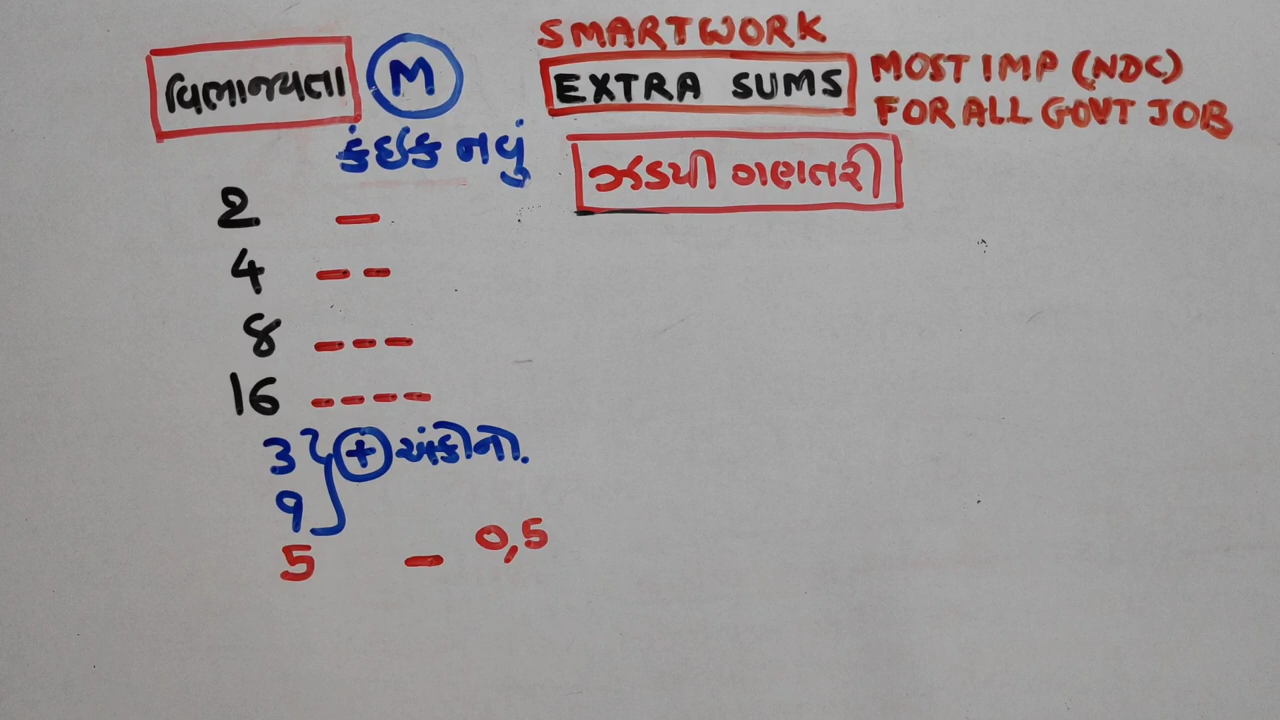 SMARTWORK
વિભાજ્યતા M EXTRA SUMS MOST IMP (NDC)
FOR ALL GOVT JOB
કંઇક નવું ઝડપી ગણતરી
2 –
4 – –
8 – – –
16 – – – –
3 } + અંકોનો.
9
5 – 0,5